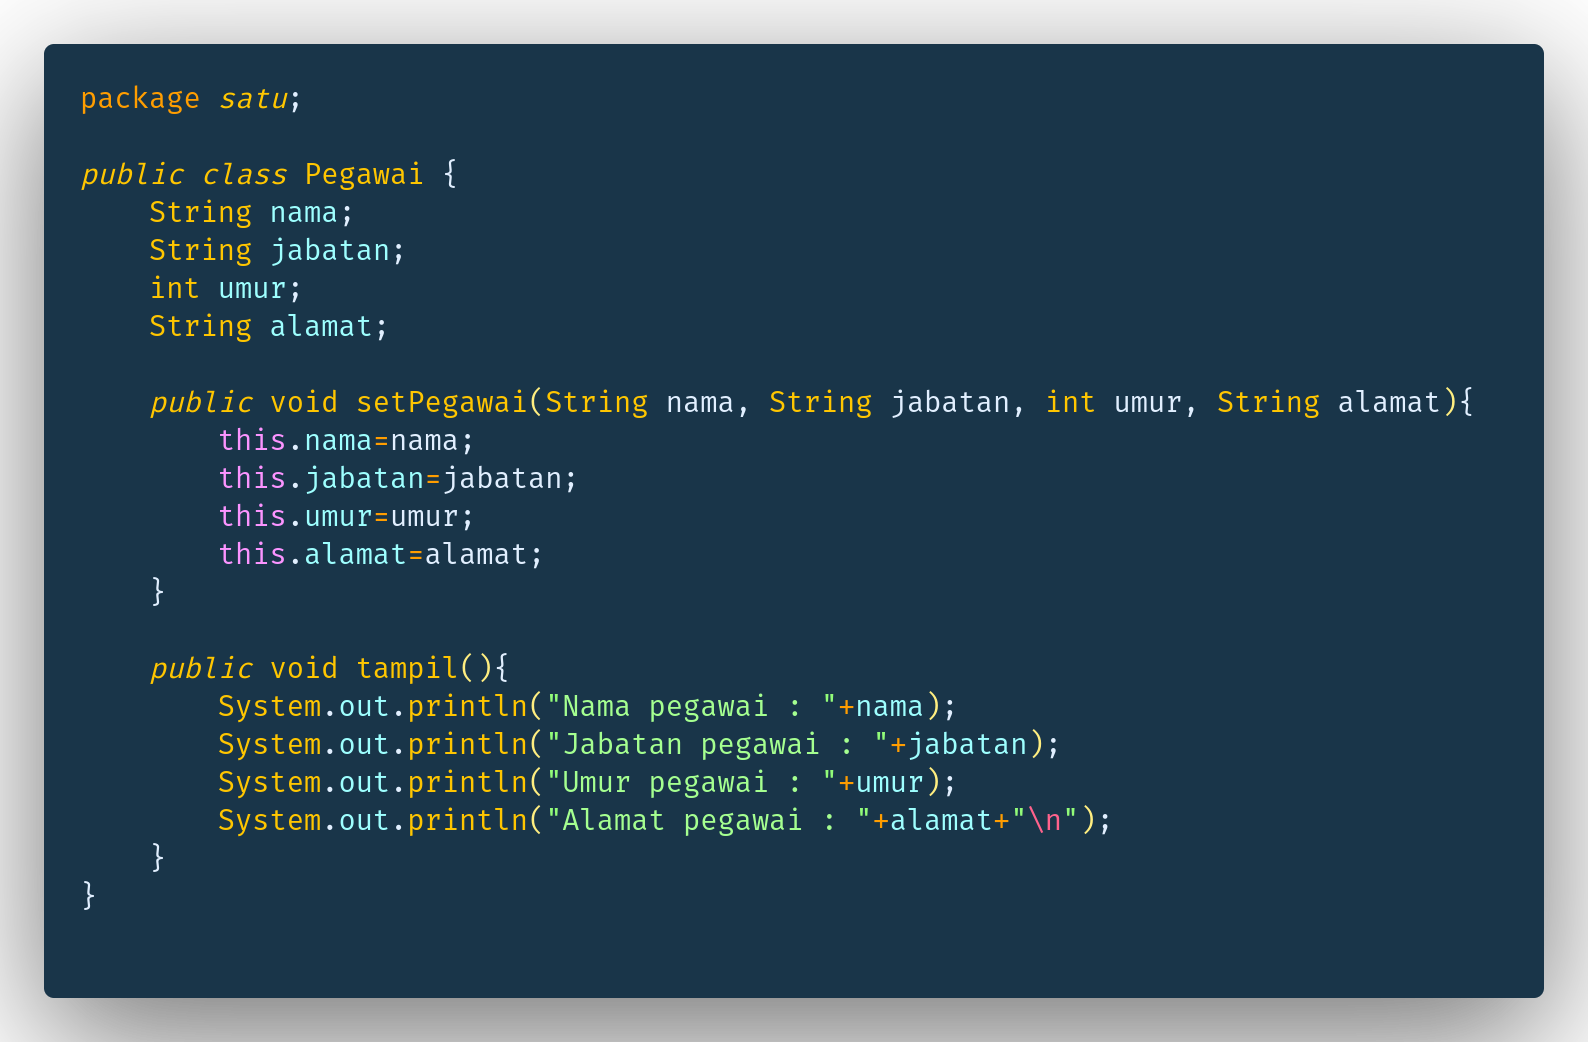 package satu;

public class Pegawai {
    String nama;
    String jabatan;
    int umur;
    String alamat;

    public void setPegawai(String nama, String jabatan, int umur, String alamat){
        this.nama=nama;
        this.jabatan=jabatan;
        this.umur=umur;
        this.alamat=alamat;
    }

    public void tampil(){
        System.out.println("Nama pegawai : "+nama);
        System.out.println("Jabatan pegawai : "+jabatan);
        System.out.println("Umur pegawai : "+umur);
        System.out.println("Alamat pegawai : "+alamat+"\n");
    }
}